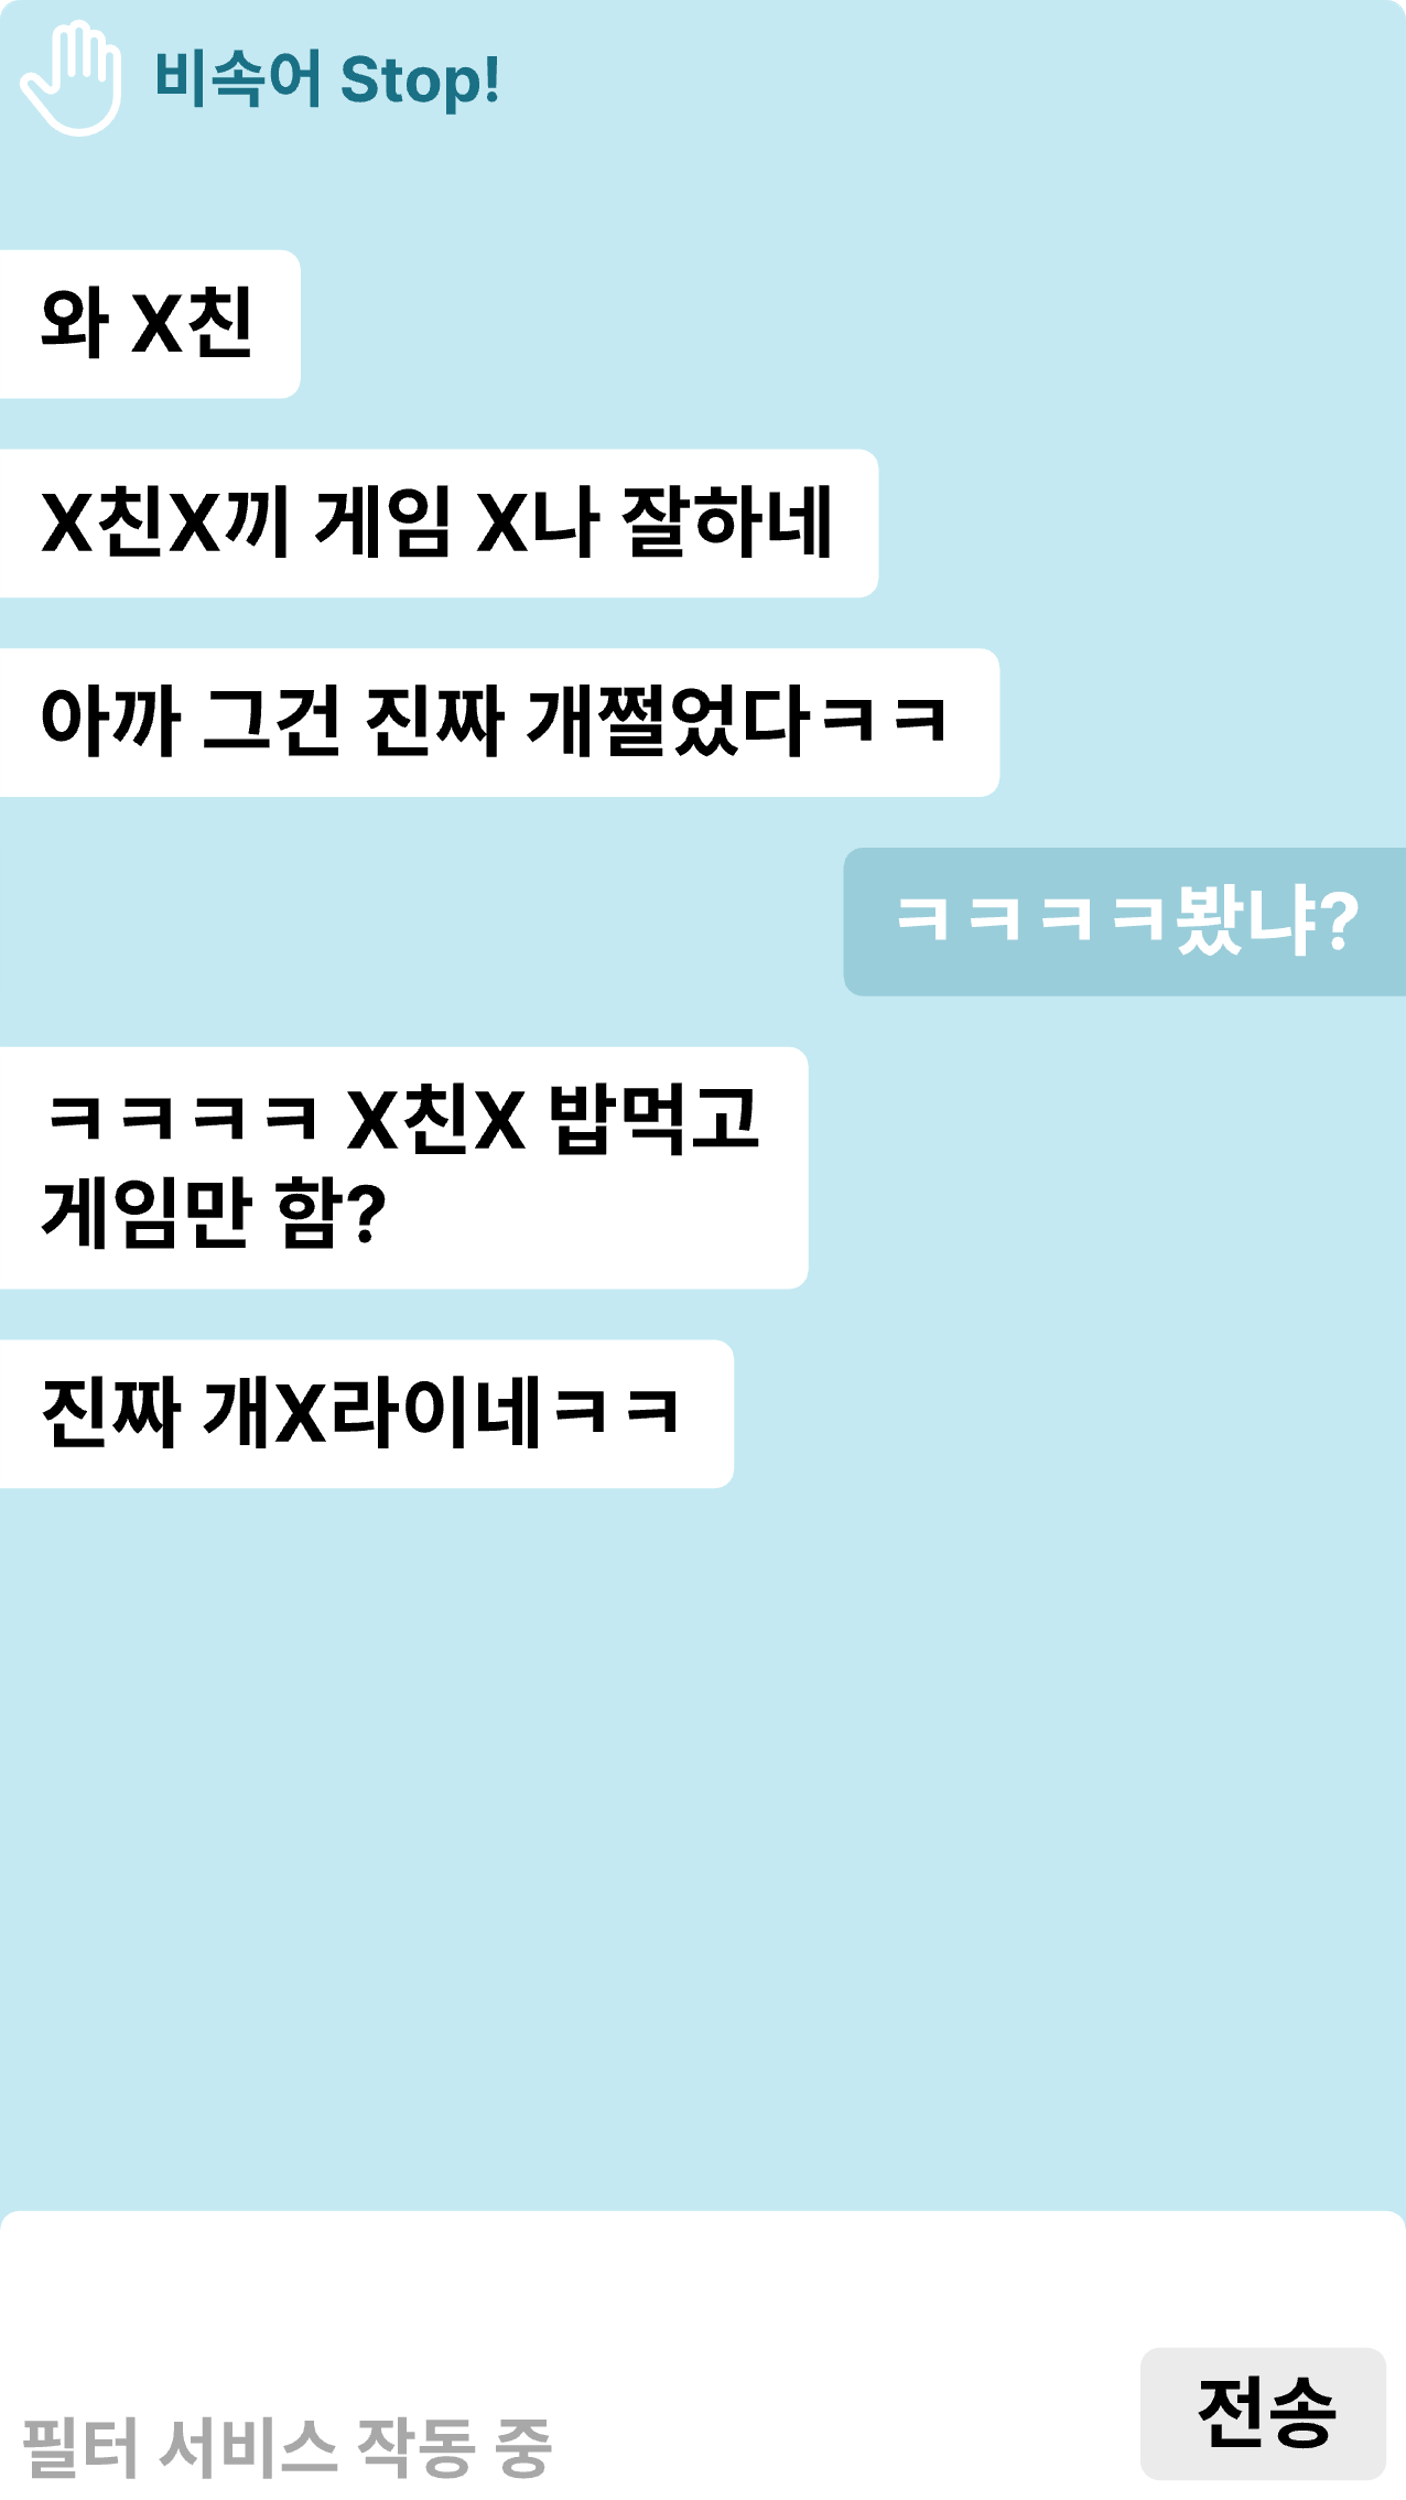 비속어 Stop!
와 X친
X친X끼 게임 X나 잘하네
아까 그건 진짜 개쩔었다ㅋㅋ
ㅋㅋㅋㅋ봤냐?
ㅋㅋㅋㅋ X친X 밥먹고
게임만 함?
진짜 개X라이네ㅋㅋ
전송
필터 서비스 작동 중